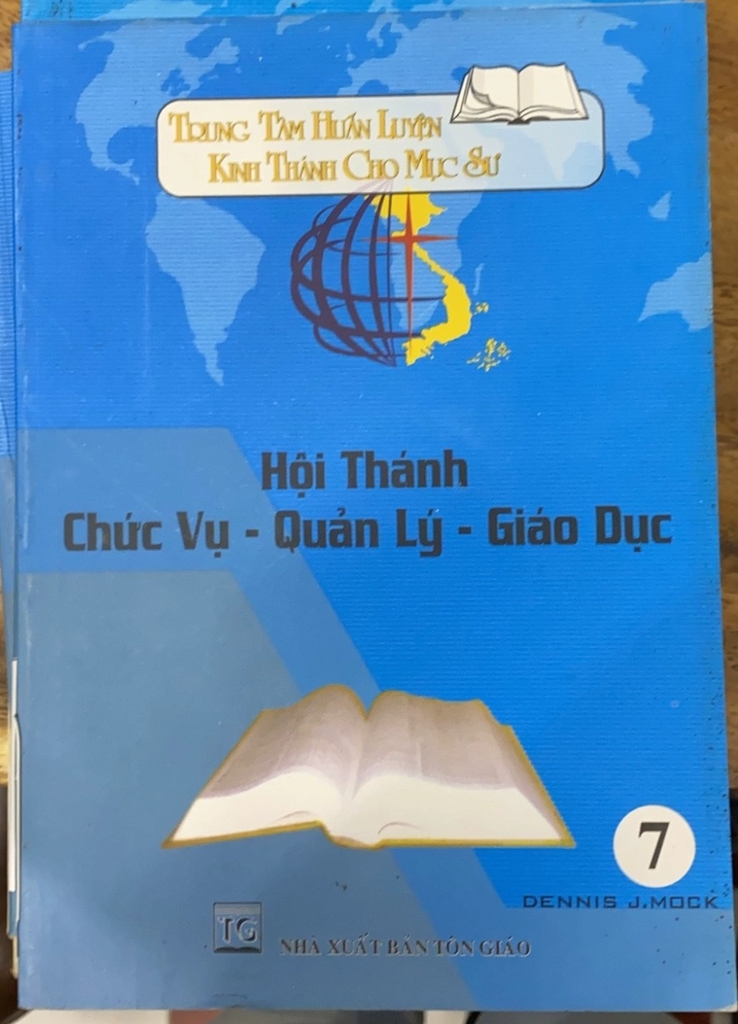 TRUNG TÂM HUẤN LUYỆN
KINH THÁNH CHO MỤC SƯ
Hội Thánh
Chức Vụ - Quản Lý - Giáo Dục
7
DENNIS J.MOCK
TG
NHÀ XUẤT BẢN TÔN GIÁO